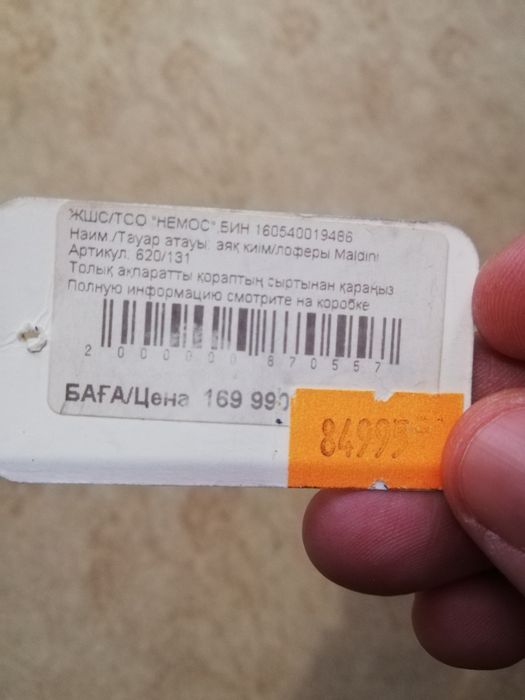 ЖШС/ТСО "НЕМОС".БИН 160540019486
Наим./Тауар атауы: аяқ киім/лоферы Maldini
Артикул: 620/131
Толық ақпаратты қораптың сыртынан қараңыз
Полную информацию смотрите на коробке
2 000000 870557
БАҒА/Цена 169 990
84995=